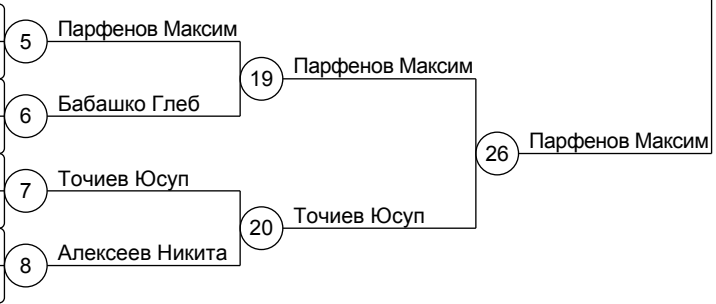 5
Парфенов Максим
19
Парфенов Максим
6
Бабашко Глеб
26
Парфенов Максим
7
Точиев Юсуп
20
Точиев Юсуп
8
Алексеев Никита